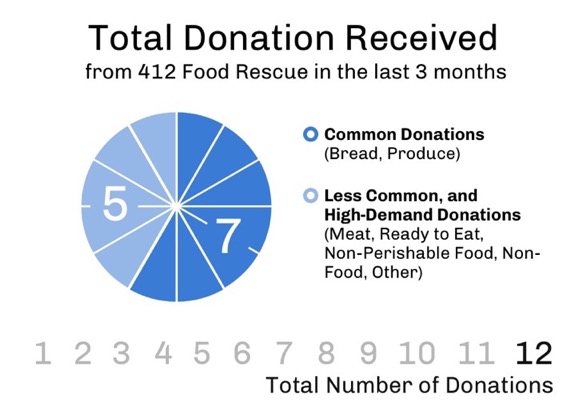 Total Donation Received
from 412 Food Rescue in the last 3 months
5
7
Common Donations
(Bread, Produce)
Less Common, and
High-Demand Donations
(Meat, Ready to Eat,
Non-Perishable Food, Non-
Food, Other)
1 2 3 4 5 6 7 8 9 10 11 12
Total Number of Donations